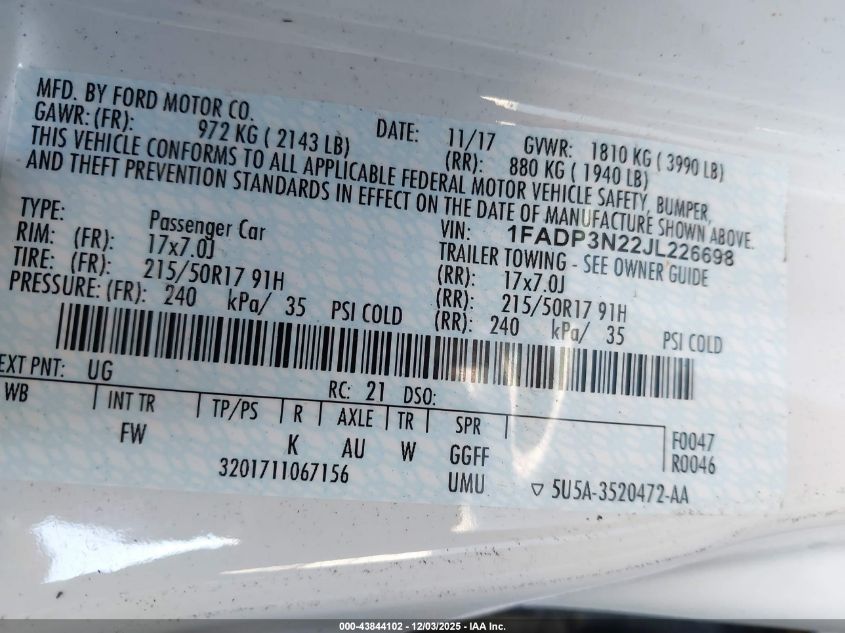 MFD. BY FORD MOTOR CO. DATE: 11/17 GVWR: 1810 KG ( 3990 LB)
GAWR: (FR): 972 KG ( 2143 LB) (RR): 880 KG ( 1940 LB)
THIS VEHICLE CONFORMS TO ALL APPLICABLE FEDERAL MOTOR VEHICLE SAFETY, BUMPER,
AND THEFT PREVENTION STANDARDS IN EFFECT ON THE DATE OF MANUFACTURE SHOWN ABOVE.
VIN: 1FADP3N22JL226698
TYPE: Passenger Car TRAILER TOWING - SEE OWNER GUIDE
RIM: (FR): 17x7.0J (RR): 17x7.0J
TIRE: (FR): 215/50R17 91H (RR): 215/50R17 91H
PRESSURE: (FR): 240 kPa/ 35 PSI COLD (RR): 240 kPa/ 35 PSI COLD
EXT PNT: UG RC: 21 DSO:
WB INT TR TP/PS R AXLE TR SPR F0047
FW K AU W GGFF R0046
3201711067156 UMU ▽ 5U5A-3520472-AA
000-43844102 - 12/03/2025 - IAA Inc.